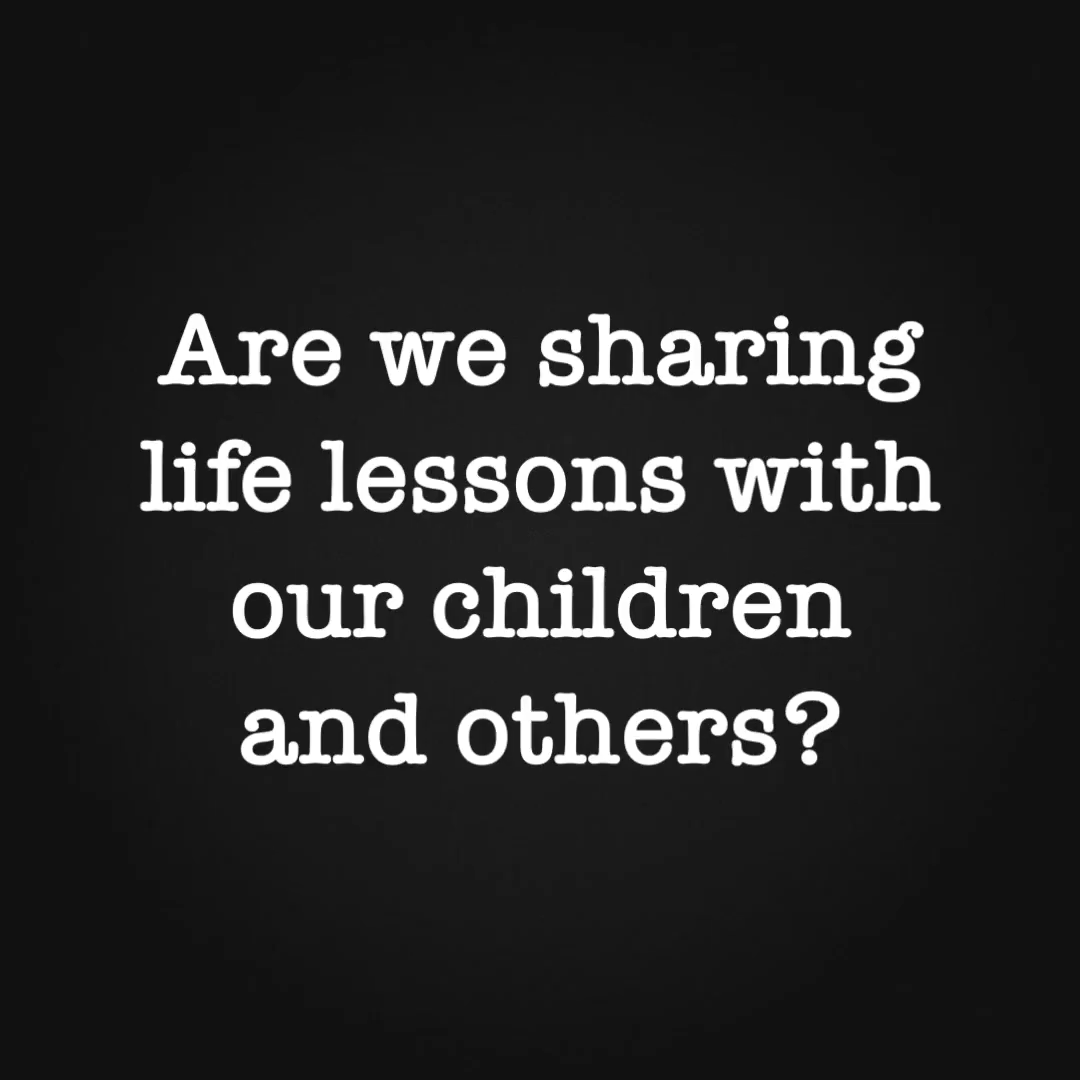 Are we sharing
life lessons with
our children
and others?